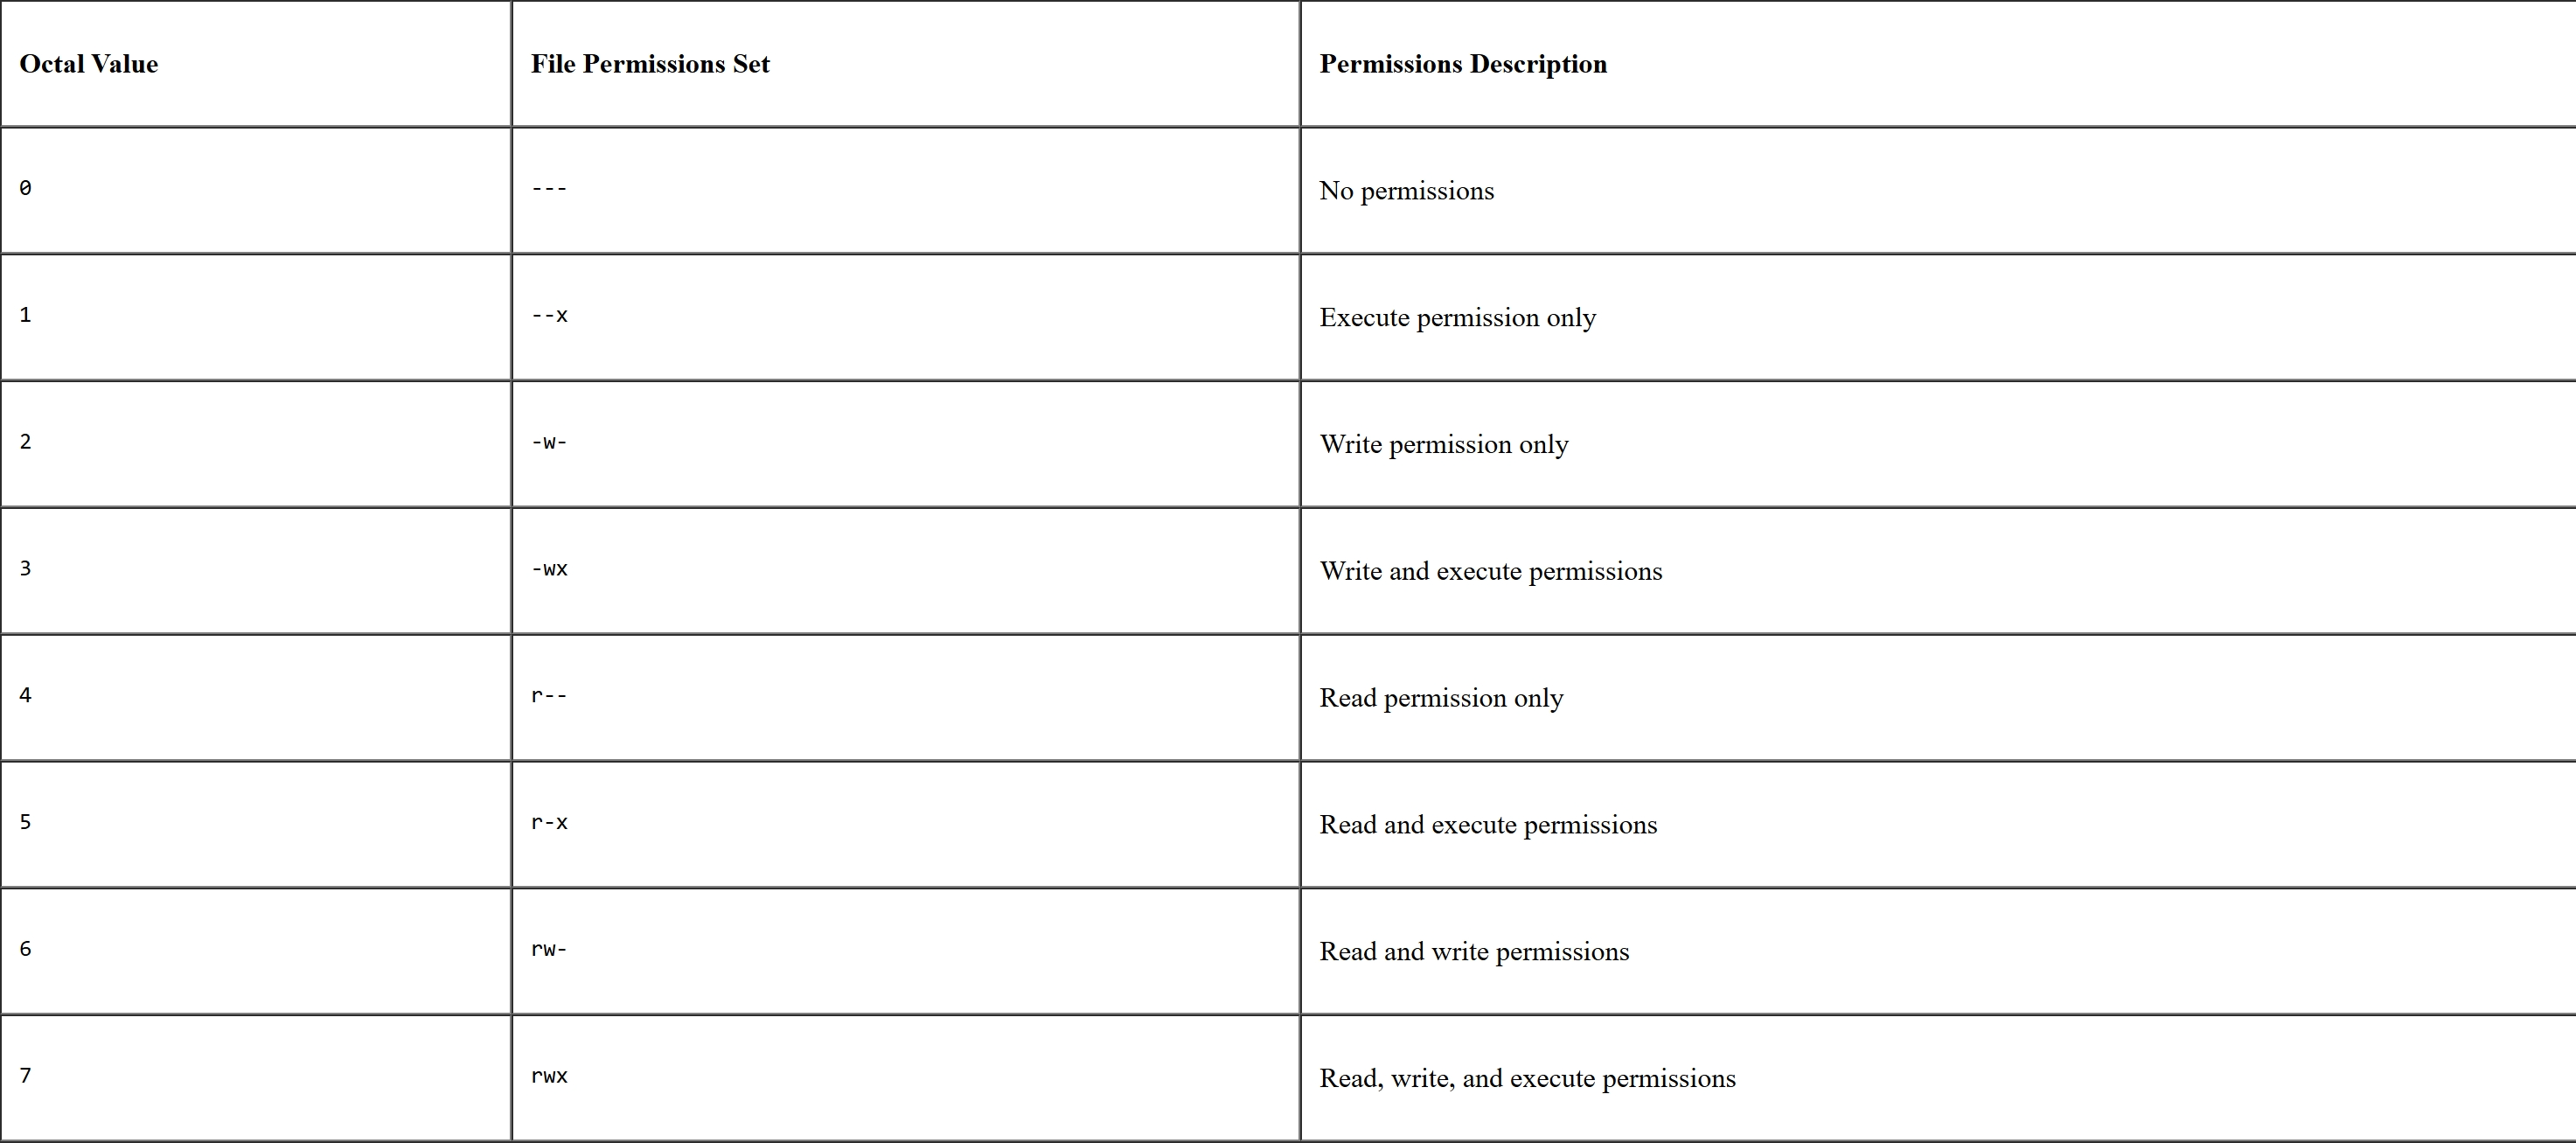 Octal Value File Permissions Set Permissions Description
0 --- No permissions
1 --x Execute permission only
2 -w- Write permission only
3 -wx Write and execute permissions
4 r-- Read permission only
5 r-x Read and execute permissions
6 rw- Read and write permissions
7 rwx Read, write, and execute permissions